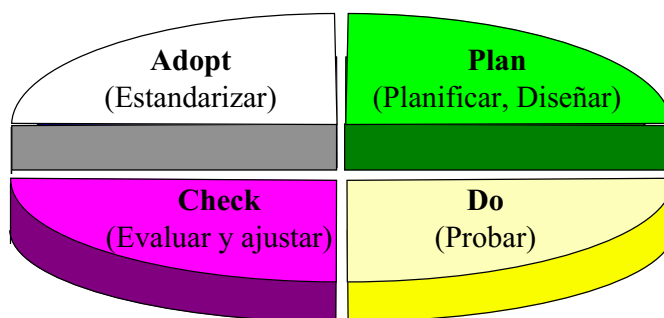 Adopt
(Estandarizar)
Plan
(Planificar, Diseñar)
Check
(Evaluar y ajustar)
Do
(Probar)